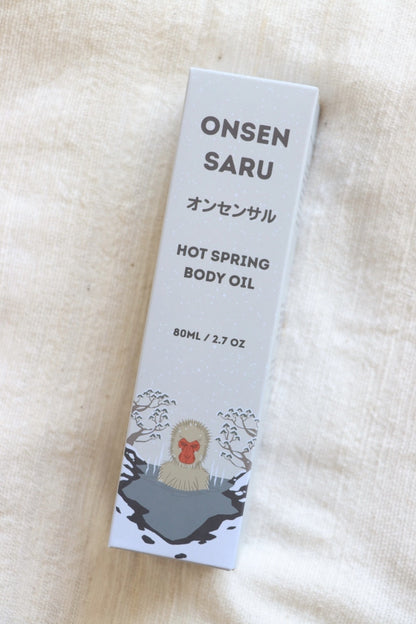 ONSEN
SARU
オンセンサル
HOT SPRING
BODY OIL
80ML / 2.7 OZ